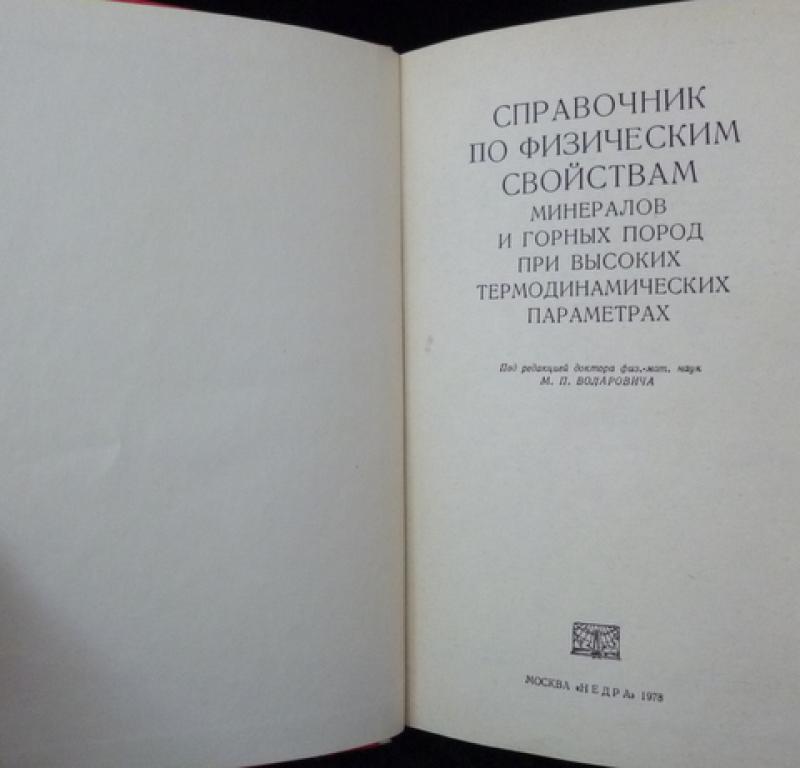 СПРАВОЧНИК
ПО ФИЗИЧЕСКИМ
СВОЙСТВАМ
МИНЕРАЛОВ
И ГОРНЫХ ПОРОД
ПРИ ВЫСОКИХ
ТЕРМОДИНАМИЧЕСКИХ
ПАРАМЕТРАХ
Под редакцией доктора физ.-мат. наук
М. П. ВОЛАРОВИЧА
МОСКВА «НЕДРА» 1978